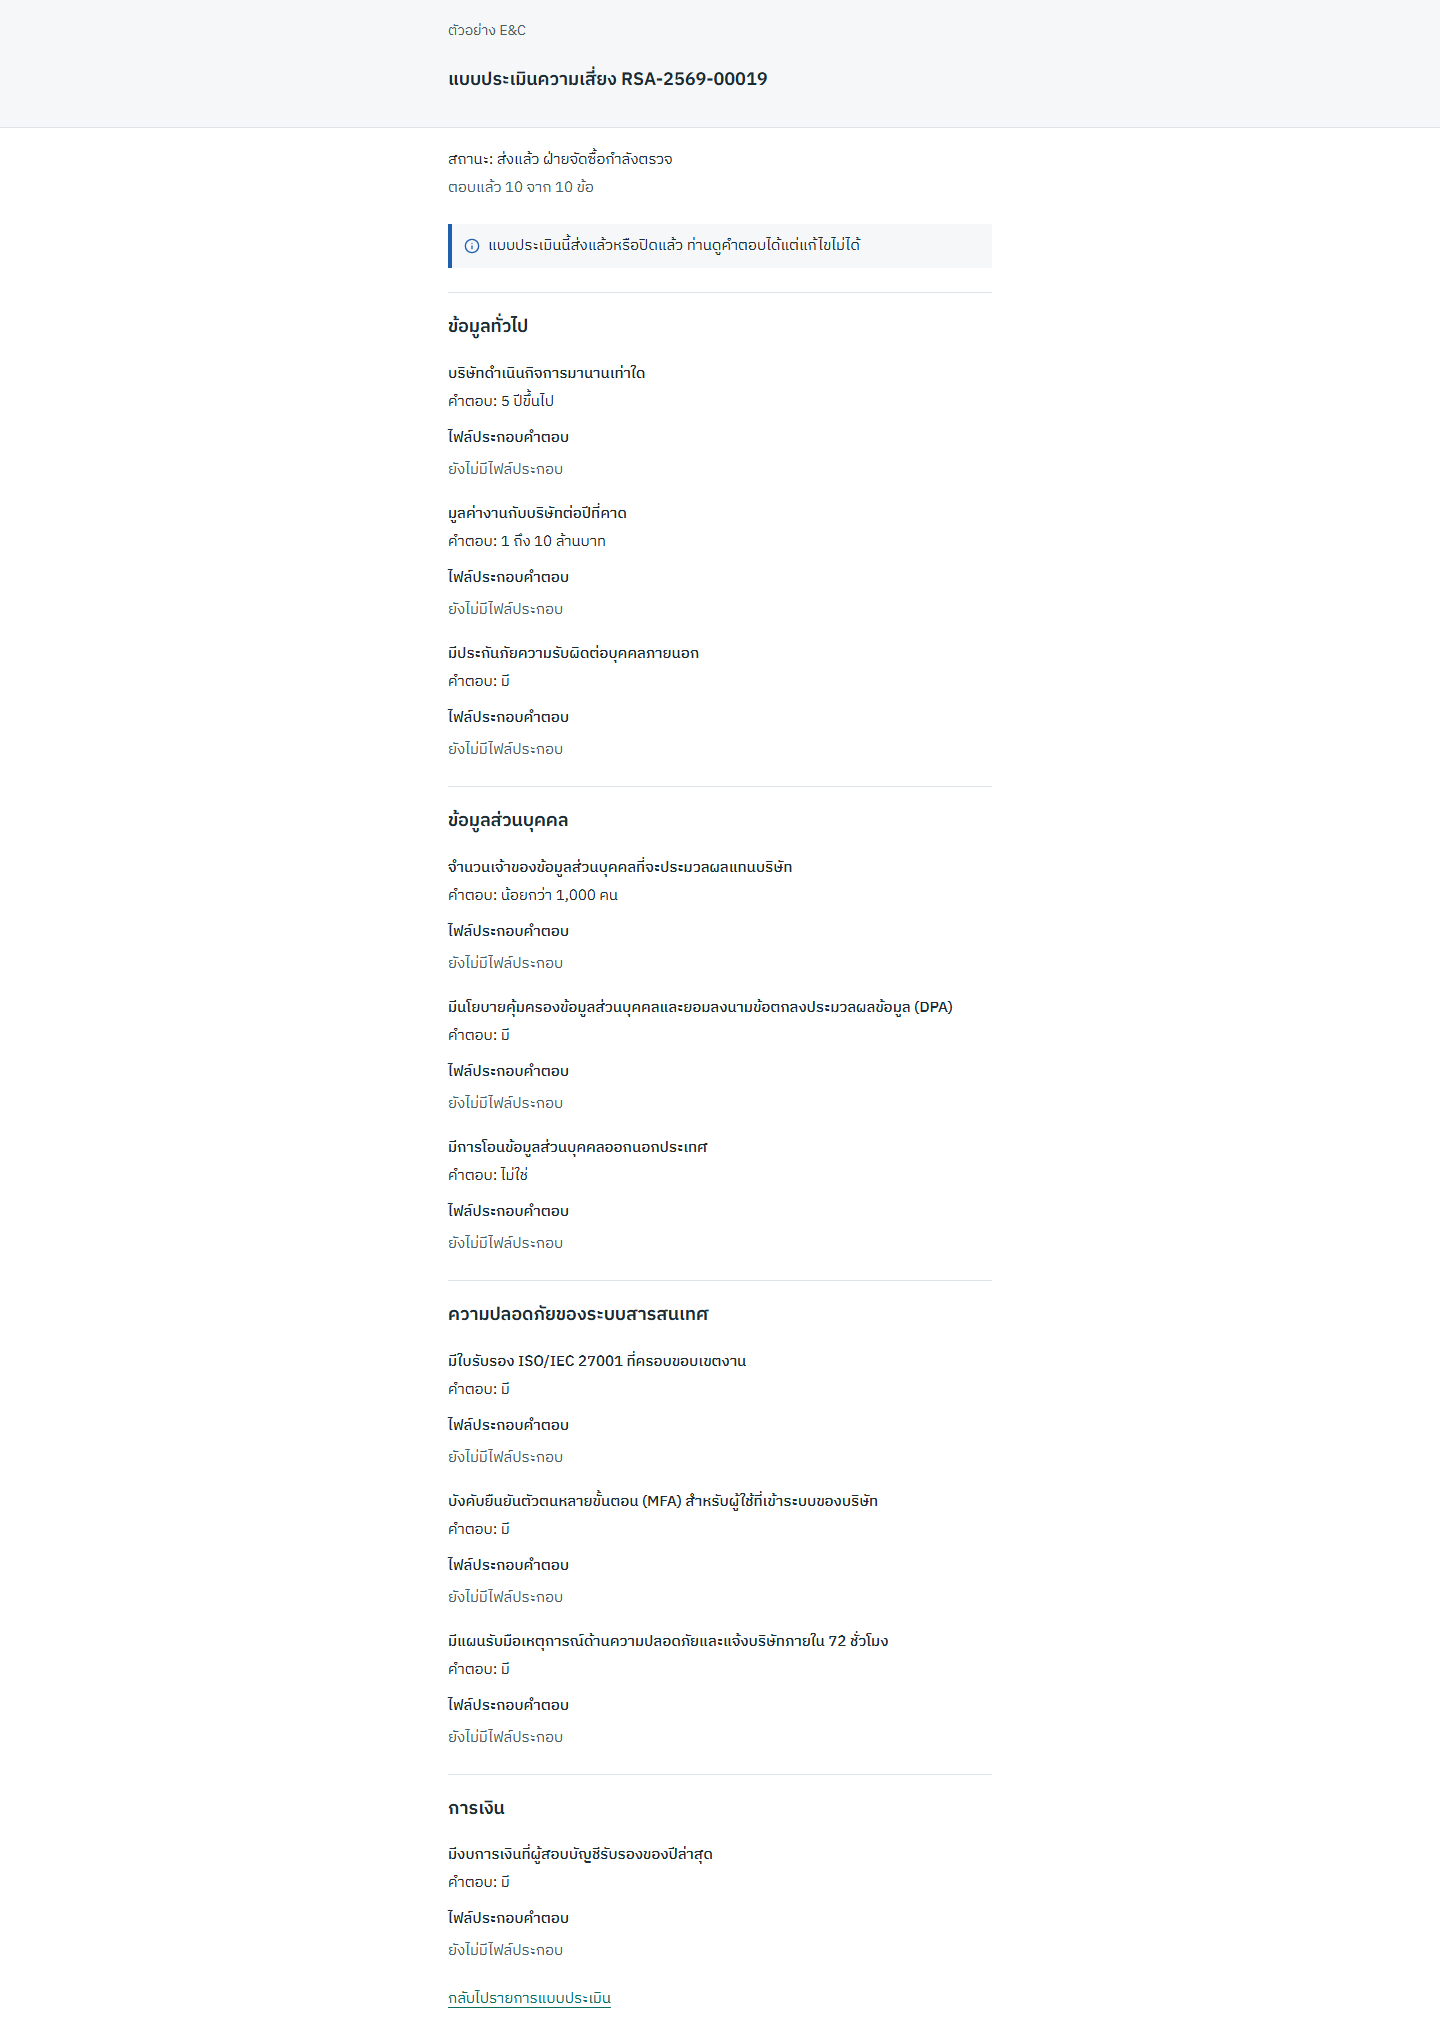 ตัวอย่าง E&C
แบบประเมินความเสี่ยง RSA-2569-00019
สถานะ: ส่งแล้ว ฝ่ายจัดซื้อกำลังตรวจ
ตอบแล้ว 10 จาก 10 ข้อ
แบบประเมินนี้ส่งแล้วหรือปิดแล้ว ท่านดูคำตอบได้แต่แก้ไขไม่ได้
ข้อมูลทั่วไป
บริษัทดำเนินกิจการมานานเท่าใด
คำตอบ: 5 ปีขึ้นไป
ไฟล์ประกอบคำตอบ
ยังไม่มีไฟล์ประกอบ
มูลค่างานกับบริษัทต่อปีที่คาด
คำตอบ: 1 ถึง 10 ล้านบาท
ไฟล์ประกอบคำตอบ
ยังไม่มีไฟล์ประกอบ
มีประกันภัยความรับผิดต่อบุคคลภายนอก
คำตอบ: มี
ไฟล์ประกอบคำตอบ
ยังไม่มีไฟล์ประกอบ
ข้อมูลส่วนบุคคล
จำนวนเจ้าของข้อมูลส่วนบุคคลที่จะประมวลผลแทนบริษัท
คำตอบ: น้อยกว่า 1,000 คน
ไฟล์ประกอบคำตอบ
ยังไม่มีไฟล์ประกอบ
มีนโยบายคุ้มครองข้อมูลส่วนบุคคลและยอมลงนามข้อตกลงประมวลผลข้อมูล (DPA)
คำตอบ: มี
ไฟล์ประกอบคำตอบ
ยังไม่มีไฟล์ประกอบ
มีการโอนข้อมูลส่วนบุคคลออกนอกประเทศ
คำตอบ: ไม่ใช่
ไฟล์ประกอบคำตอบ
ยังไม่มีไฟล์ประกอบ
ความปลอดภัยของระบบสารสนเทศ
มีใบรับรอง ISO/IEC 27001 ที่ครอบขอบเขตงาน
คำตอบ: มี
ไฟล์ประกอบคำตอบ
ยังไม่มีไฟล์ประกอบ
บังคับยืนยันตัวตนหลายขั้นตอน (MFA) สำหรับผู้ใช้ที่เข้าระบบของบริษัท
คำตอบ: มี
ไฟล์ประกอบคำตอบ
ยังไม่มีไฟล์ประกอบ
มีแผนรับมือเหตุการณ์ด้านความปลอดภัยและแจ้งบริษัทภายใน 72 ชั่วโมง
คำตอบ: มี
ไฟล์ประกอบคำตอบ
ยังไม่มีไฟล์ประกอบ
การเงิน
มีงบการเงินที่ผู้สอบบัญชีรับรองของปีล่าสุด
คำตอบ: มี
ไฟล์ประกอบคำตอบ
ยังไม่มีไฟล์ประกอบ
กลับไปรายการแบบประเมิน